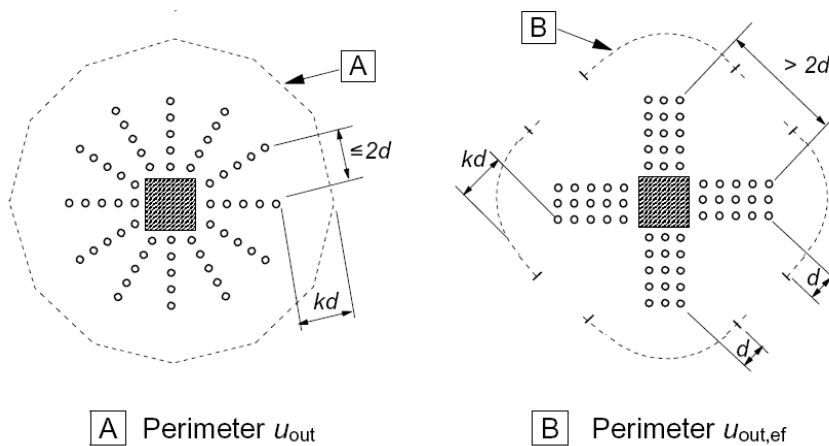 A
≦2d
kd
A Perimeter uout
B
> 2d
kd
d
d
B Perimeter uout,ef